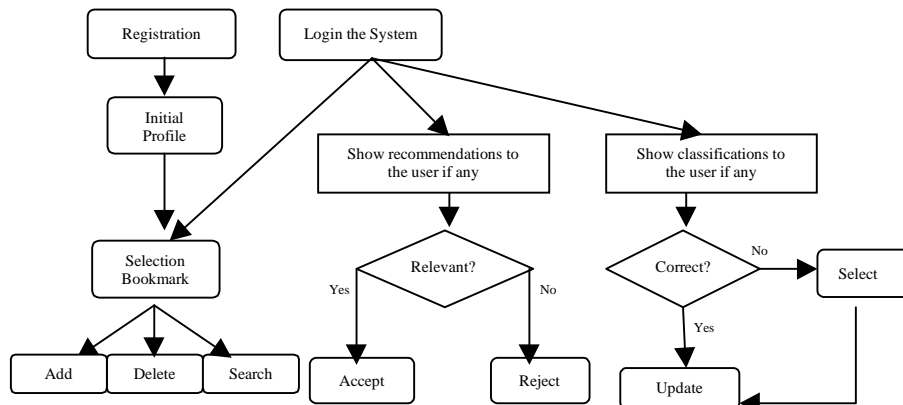 Registration
Login the System
Initial
Profile
Show recommendations to
the user if any
Show classifications to
the user if any
Selection
Bookmark
Relevant?
Yes
No
Correct?
No
Select
Yes
Add
Delete
Search
Accept
Reject
Update